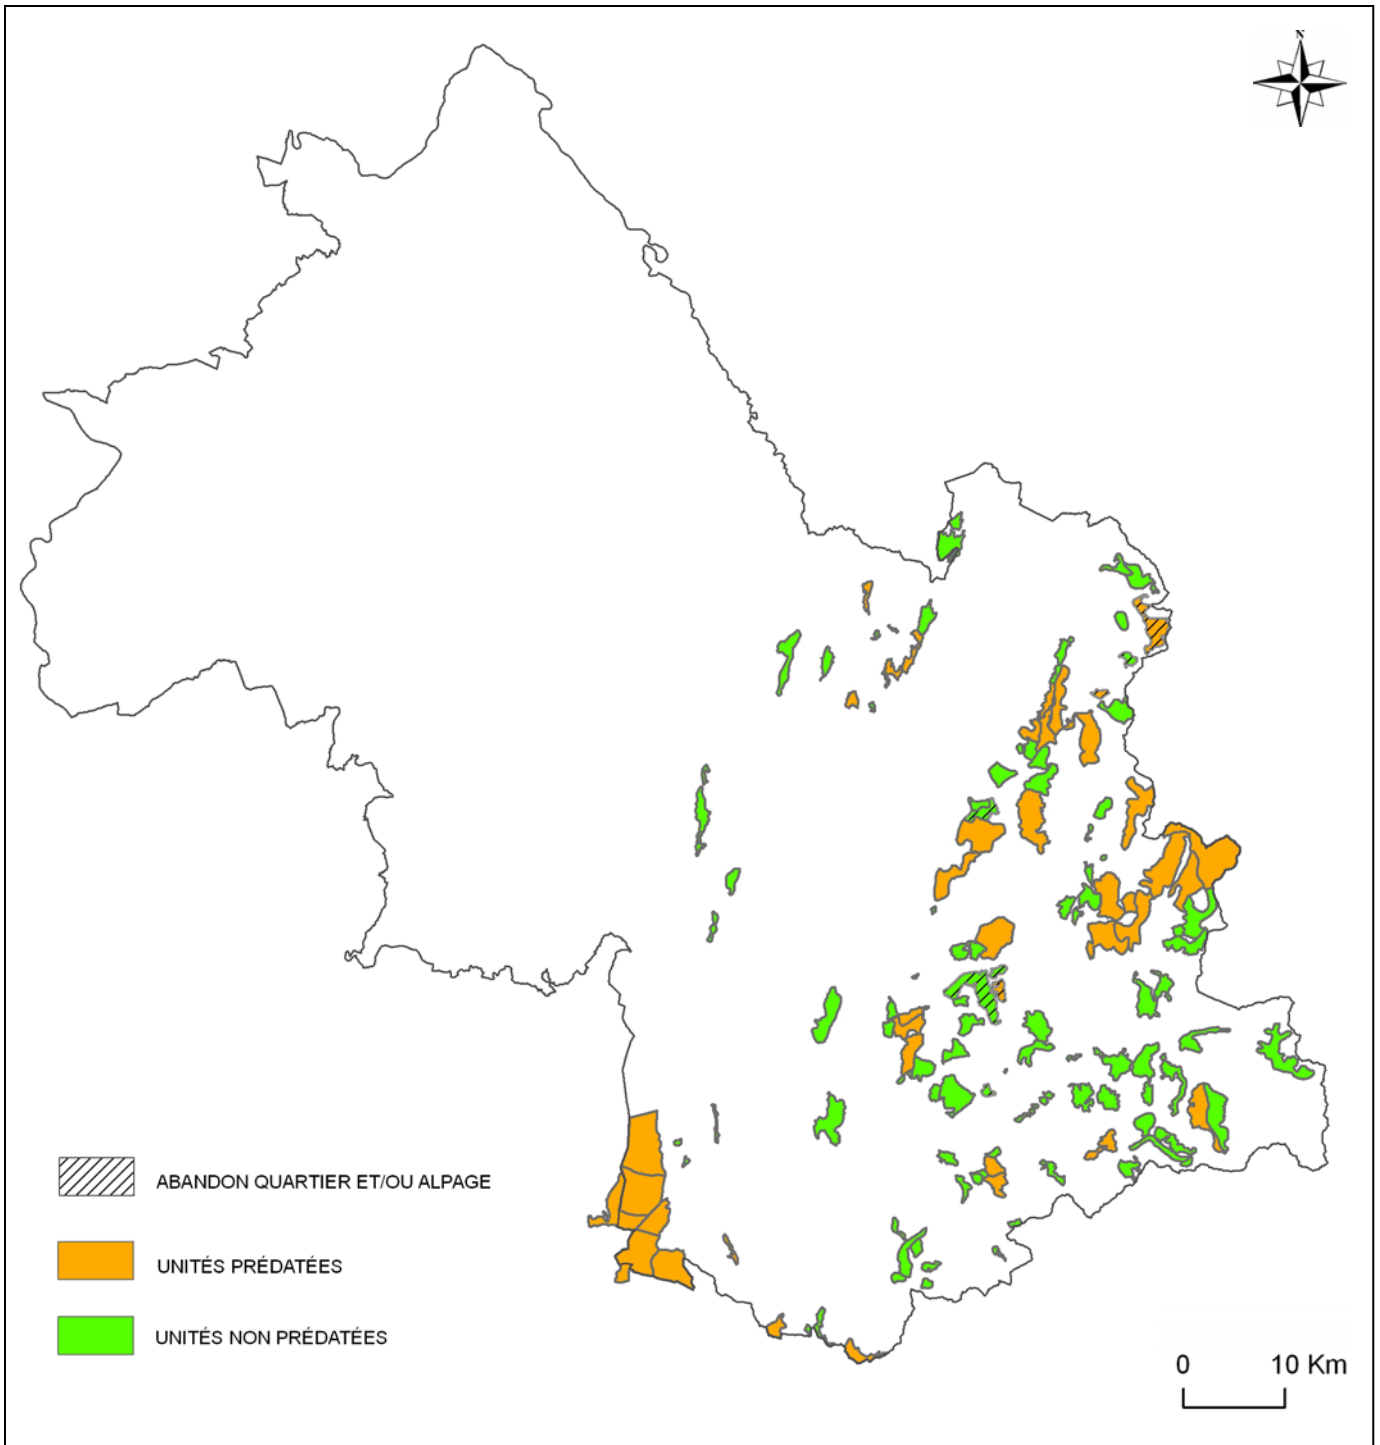 N
ABANDON QUARTIER ET/OU ALPAGE
UNITÉS PRÉDATÉES
UNITÉS NON PRÉDATÉES
0 10 Km